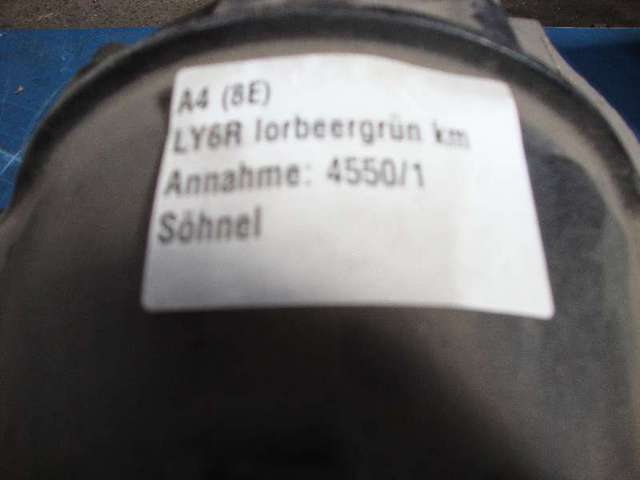 A4 (8E)
LY6R lorbeergrün km
Annahme: 4550/1
Söhnel